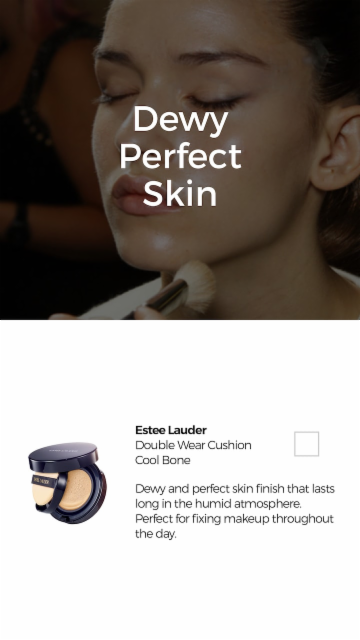 Dewy
Perfect
Skin
Estee Lauder
Double Wear Cushion
Cool Bone
Dewy and perfect skin finish that lasts
long in the humid atmosphere.
Perfect for fixing makeup throughout
the day.